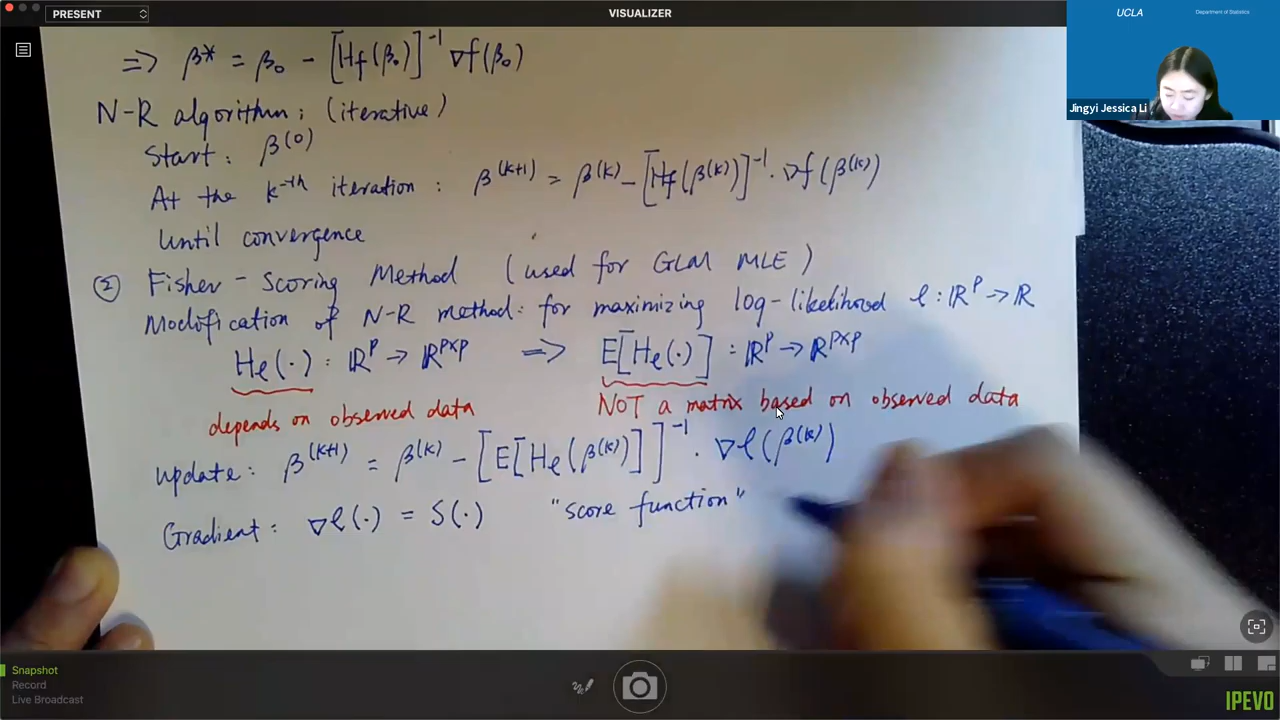 PRESENT
VISUALIZER
UCLA
Department of Statistics
Jingyi Jessica Li
=> β* = β₀ - [Hf(β₀)]⁻¹ ∇f(β₀)
N-R algorithm: (iterative)
Start: β⁽⁰⁾
At the k-th iteration: β⁽ᵏ⁺¹⁾ = β⁽ᵏ⁾ - [Hf(β⁽ᵏ⁾)]⁻¹ · ∇f(β⁽ᵏ⁾)
Until convergence
② Fisher-Scoring Method (used for GLM MLE)
Modification of N-R method: for maximizing log-likelihood ℓ: ℝᵖ → ℝ
Hℓ(·): ℝᵖ → ℝᵖˣᵖ => E[Hℓ(·)]: ℝᵖ → ℝᵖˣᵖ
depends on observed data NOT a matrix based on observed data
update: β⁽ᵏ⁺¹⁾ = β⁽ᵏ⁾ - [E[Hℓ(β⁽ᵏ⁾)]]⁻¹ · ∇ℓ(β⁽ᵏ⁾)
Gradient: ∇ℓ(·) = S(·) "score function"
Snapshot
Record
Live Broadcast
IPEVO